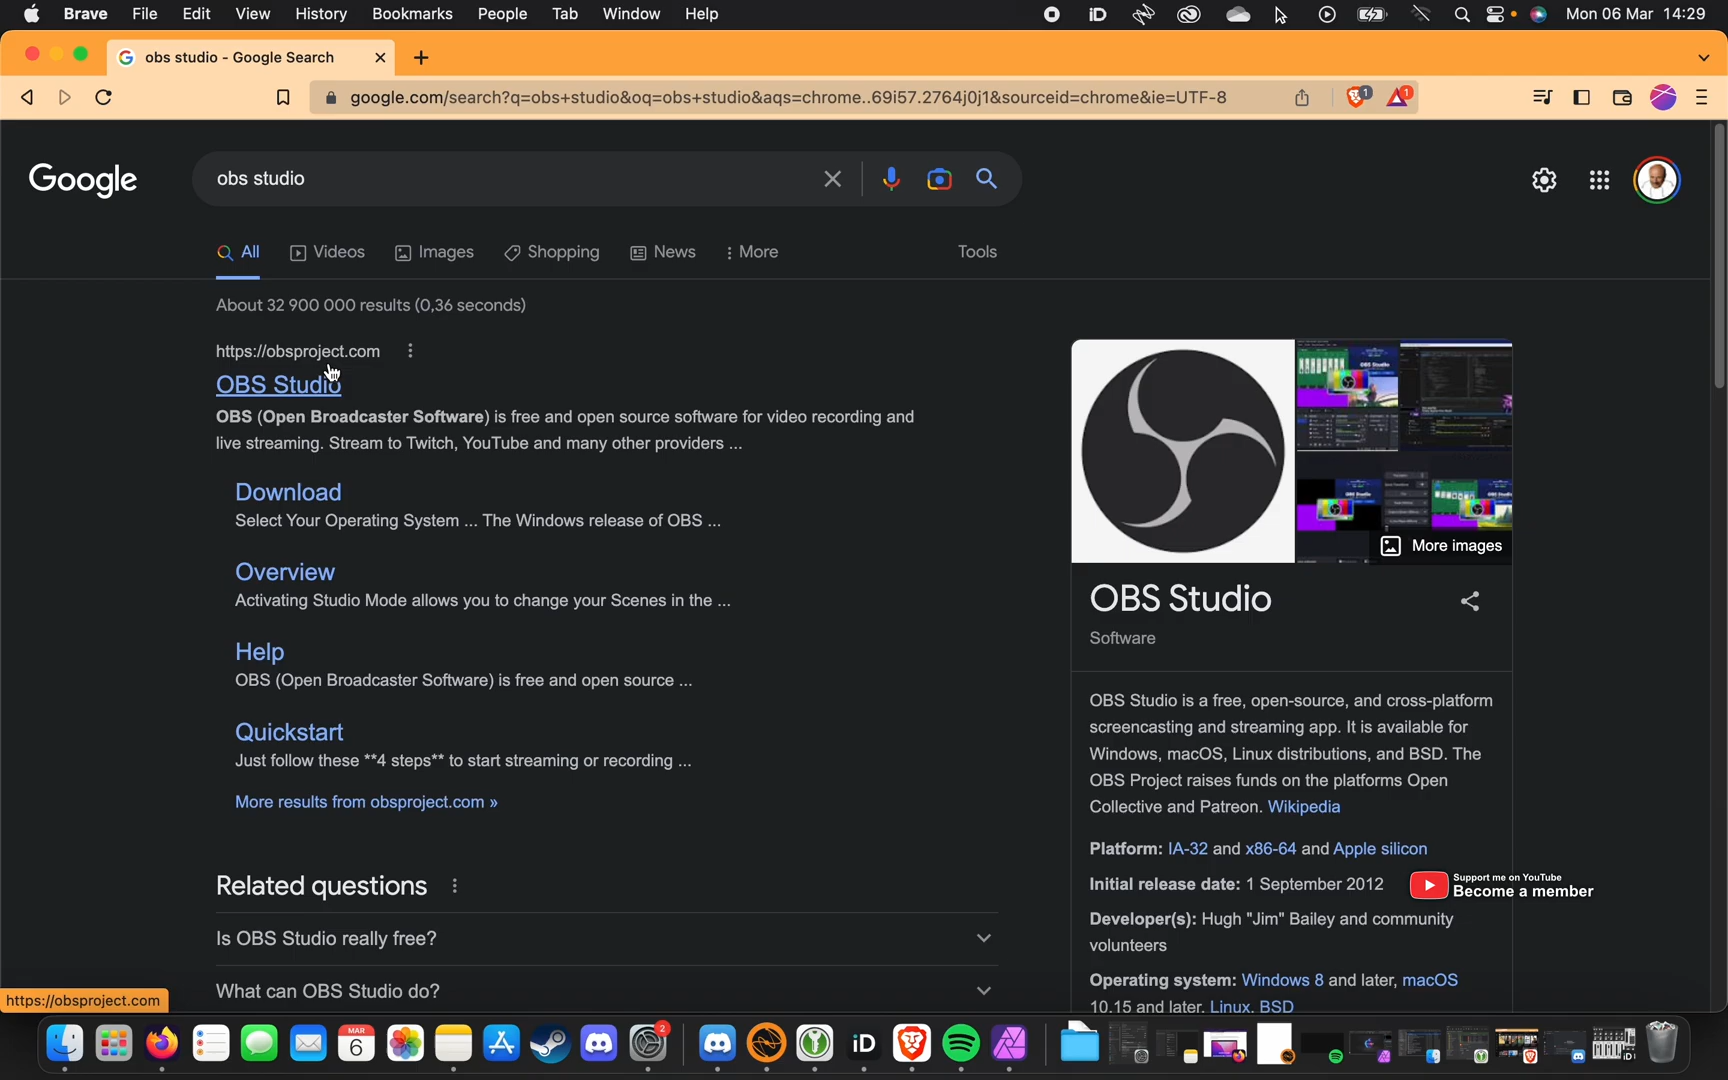 Brave File Edit View History Bookmarks People Tab Window Help
iD
Mon 06 Mar 14:29
obs studio - Google Search
google.com/search?q=obs+studio&oq=obs+studio&aqs=chrome..69i57.2764j0j1&sourceid=chrome&ie=UTF-8
1
1
Google
obs studio
All Videos Images Shopping News More Tools
About 32 900 000 results (0,36 seconds)
https://obsproject.com
OBS Studio
OBS (Open Broadcaster Software) is free and open source software for video recording and
live streaming. Stream to Twitch, YouTube and many other providers ...
Download
Select Your Operating System ... The Windows release of OBS ...
Overview
Activating Studio Mode allows you to change your Scenes in the ...
Help
OBS (Open Broadcaster Software) is free and open source ...
Quickstart
Just follow these **4 steps** to start streaming or recording ...
More results from obsproject.com »
Related questions
Is OBS Studio really free?
What can OBS Studio do?
More images
OBS Studio
Software
OBS Studio is a free, open-source, and cross-platform
screencasting and streaming app. It is available for
Windows, macOS, Linux distributions, and BSD. The
OBS Project raises funds on the platforms Open
Collective and Patreon. Wikipedia
Platform: IA-32 and x86-64 and Apple silicon
Initial release date: 1 September 2012
Support me on YouTube
Become a member
Developer(s): Hugh "Jim" Bailey and community
volunteers
Operating system: Windows 8 and later, macOS
10.15 and later, Linux, BSD
https://obsproject.com
MAR
6
2
iD